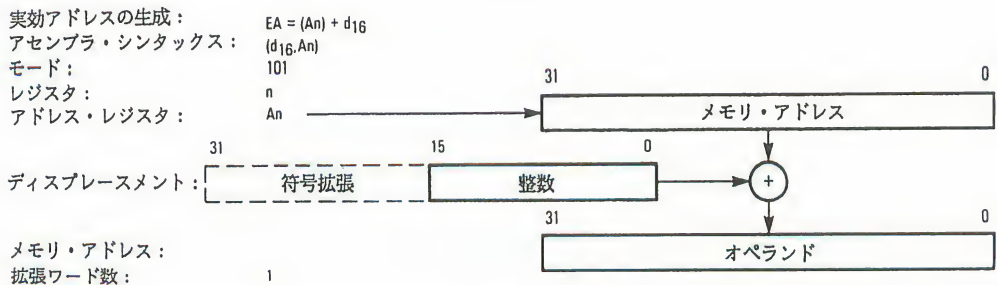 実効アドレスの生成: EA = (An) + d16
アセンブラ・シンタックス: (d16,An)
モード: 101
レジスタ: n
アドレス・レジスタ: An
31 0
メモリ・アドレス
31 15 0
ディスプレースメント: 符号拡張 整数 +
31 0
メモリ・アドレス: オペランド
拡張ワード数: 1